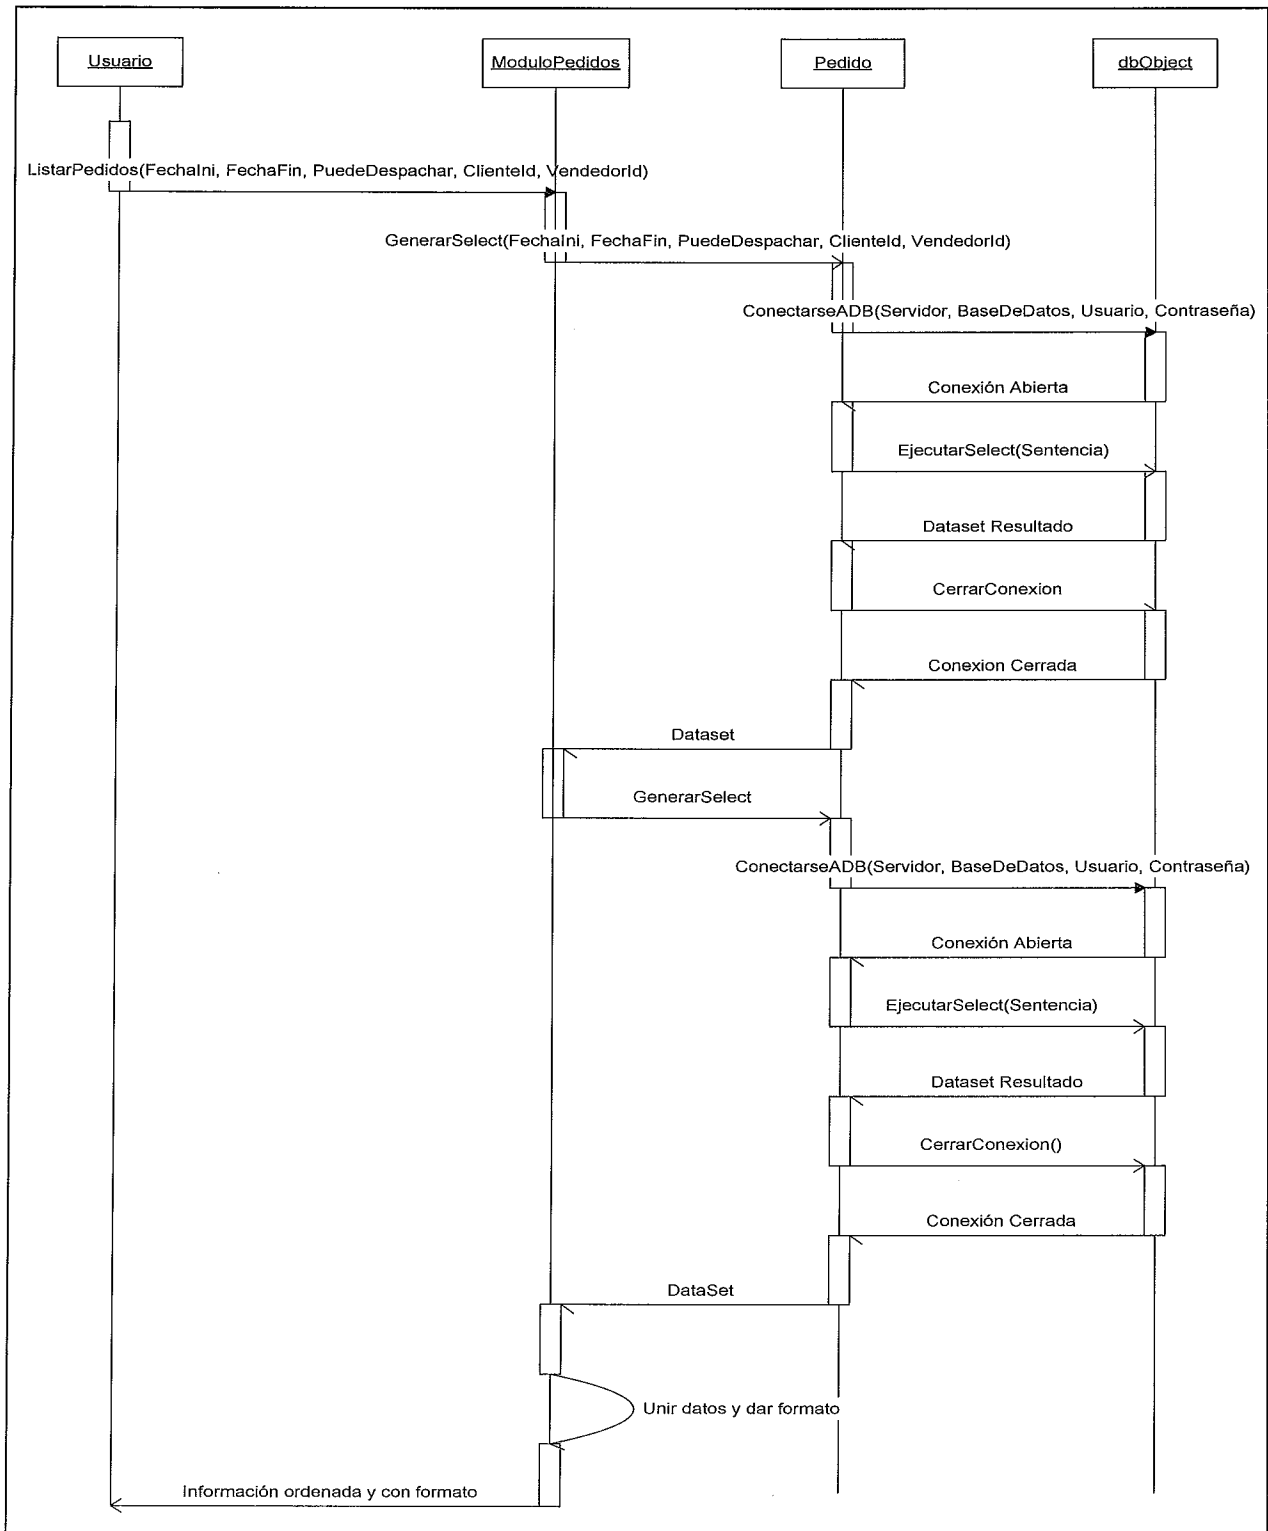 Usuario
ModuloPedidos
Pedido
dbObject
ListarPedidos(FechaIni, FechaFin, PuedeDespachar, ClienteId, VendedorId)
GenerarSelect(FechaIni, FechaFin, PuedeDespachar, ClienteId, VendedorId)
ConectarseADB(Servidor, BaseDeDatos, Usuario, Contraseña)
Conexión Abierta
EjecutarSelect(Sentencia)
Dataset Resultado
CerrarConexion
Conexion Cerrada
Dataset
GenerarSelect
ConectarseADB(Servidor, BaseDeDatos, Usuario, Contraseña)
Conexión Abierta
EjecutarSelect(Sentencia)
Dataset Resultado
CerrarConexion()
Conexión Cerrada
DataSet
Unir datos y dar formato
Información ordenada y con formato